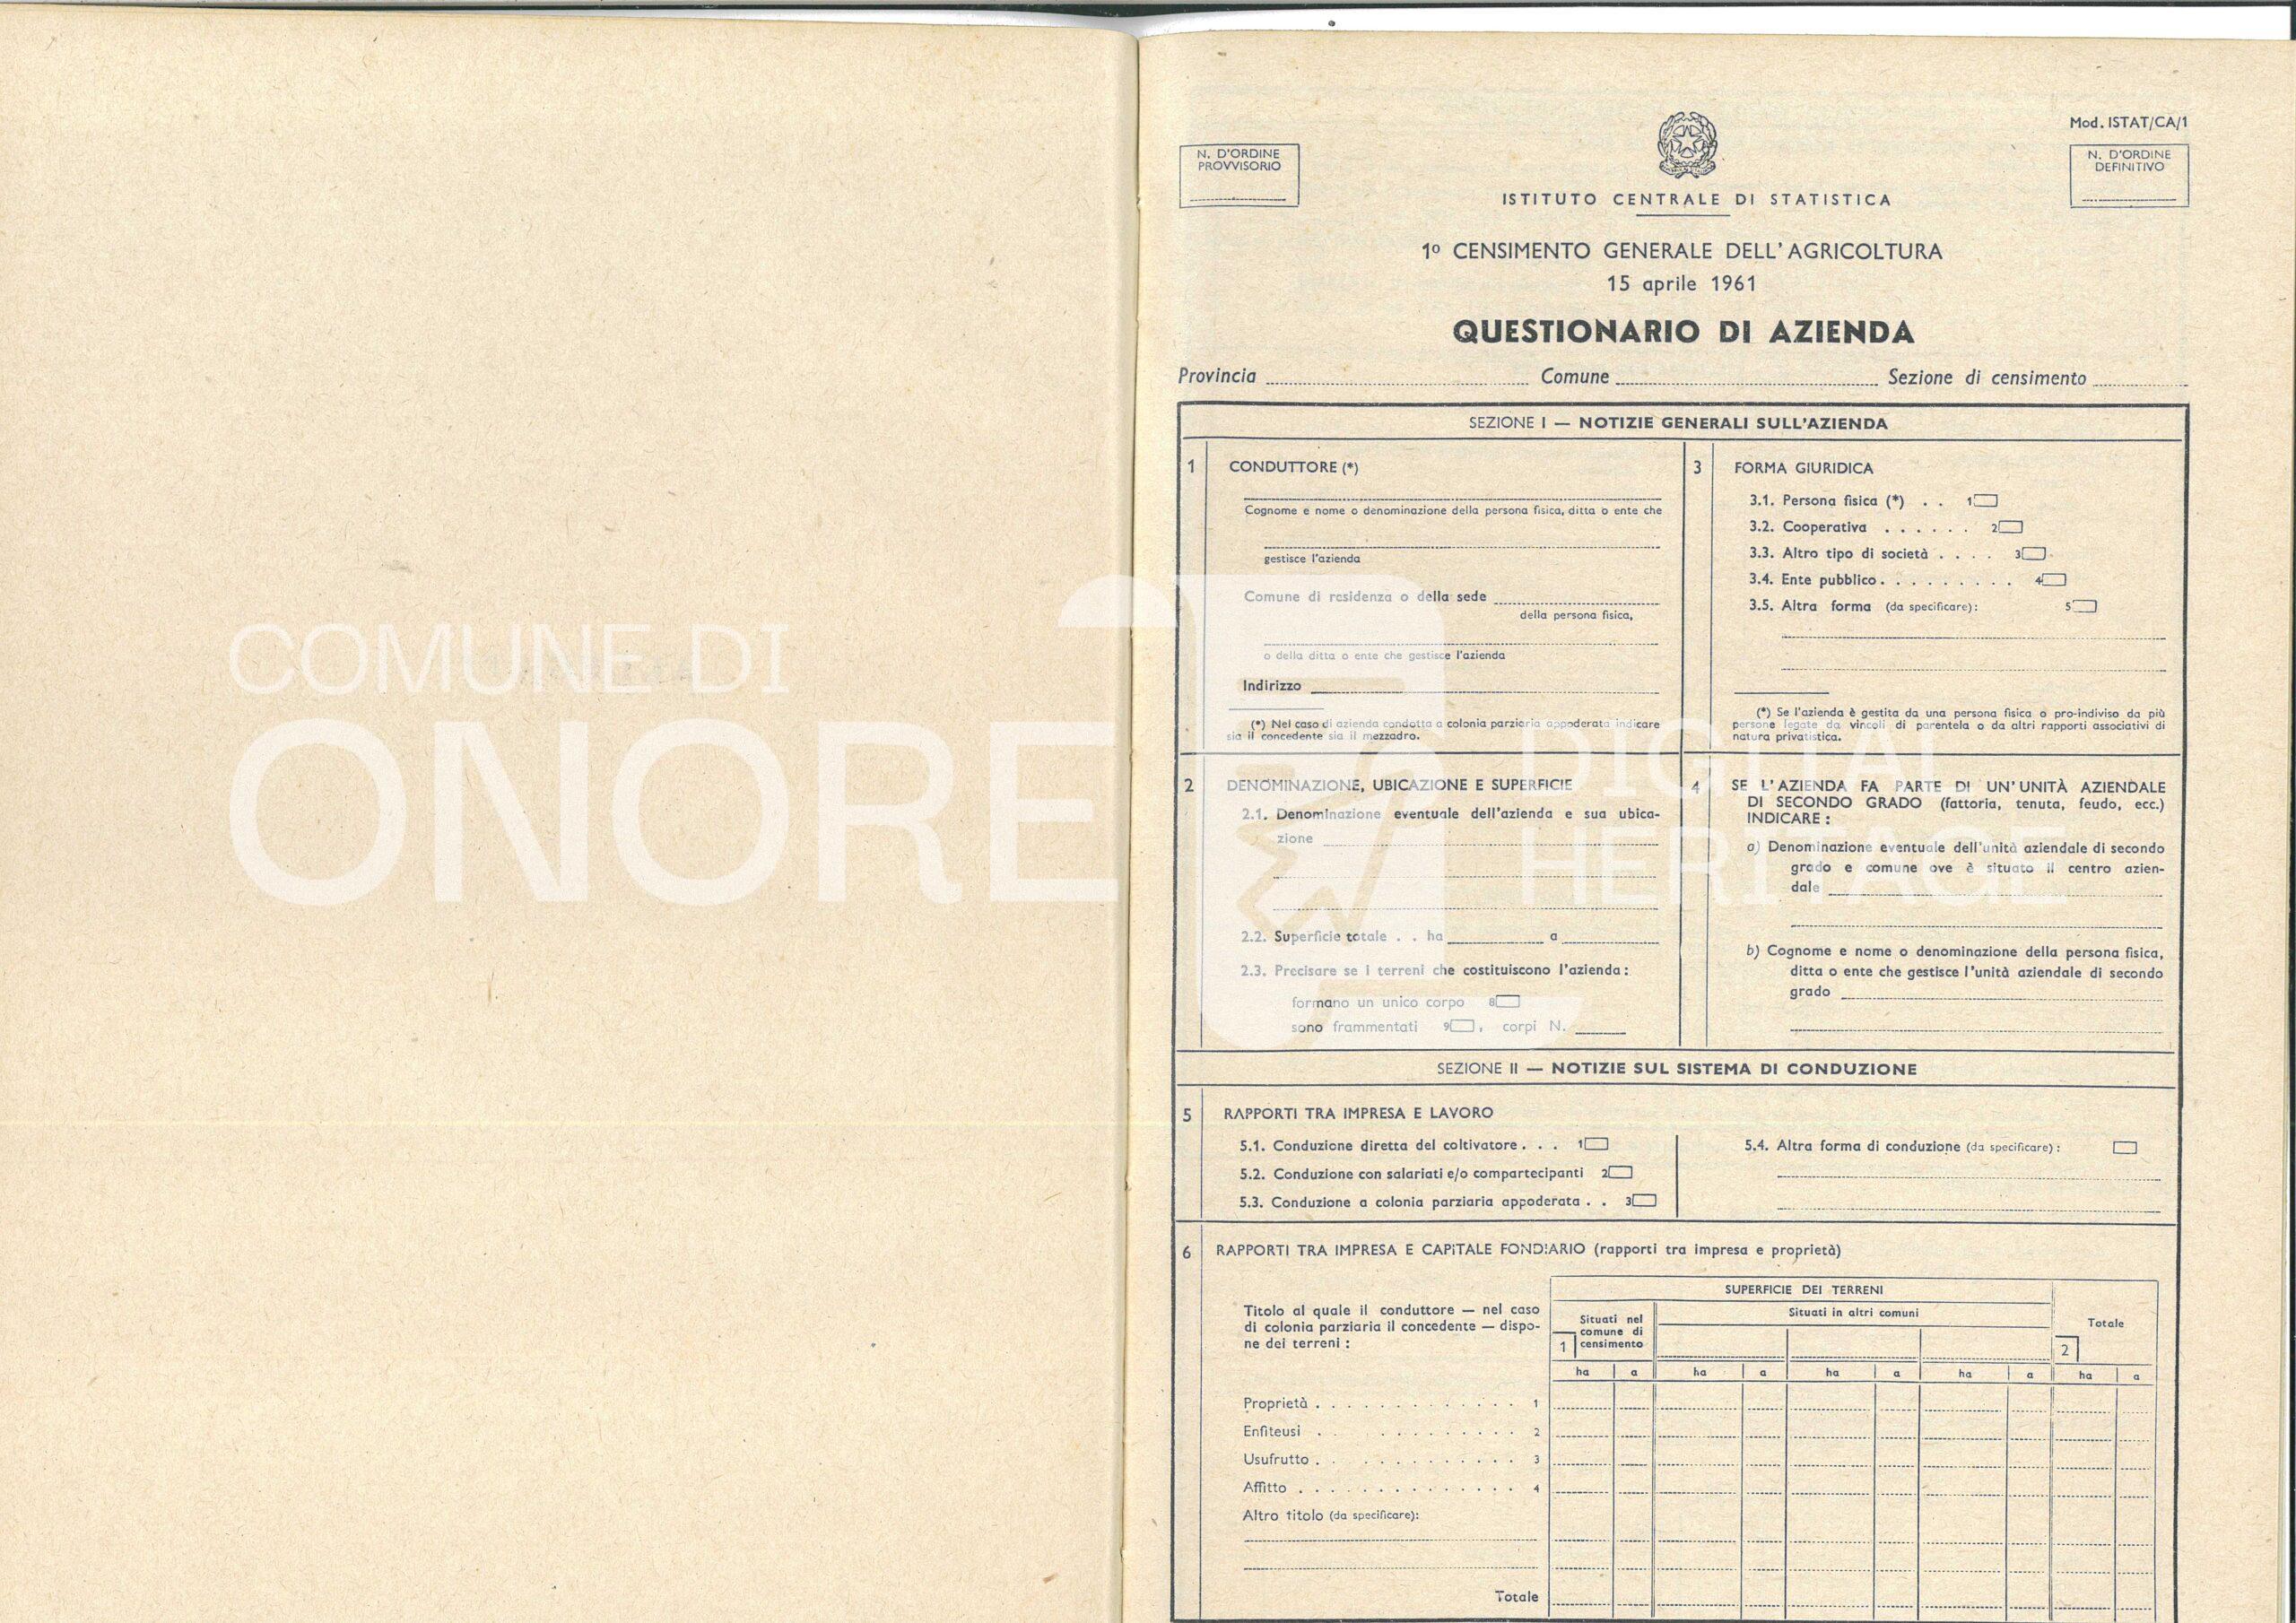 COMUNE DI
ONORE
DIGITAL
HERITAGE
Mod. ISTAT/CA/1
N. D'ORDINE
PROVVISORIO
N. D'ORDINE
DEFINITIVO
ISTITUTO CENTRALE DI STATISTICA
1º CENSIMENTO GENERALE DELL'AGRICOLTURA
15 aprile 1961
QUESTIONARIO DI AZIENDA
Provincia Comune Sezione di censimento
SEZIONE I — NOTIZIE GENERALI SULL'AZIENDA
1 CONDUTTORE (*)
Cognome e nome o denominazione della persona fisica, ditta o ente che
gestisce l'azienda
Comune di residenza o della sede
della persona fisica,
o della ditta o ente che gestisce l'azienda
Indirizzo
(*) Nel caso di azienda condotta a colonia parziaria appoderata indicare
sia il concedente sia il mezzadro.
3 FORMA GIURIDICA
3.1. Persona fisica (*) . . 1
3.2. Cooperativa . . . . . . 2
3.3. Altro tipo di società . . . . 3
3.4. Ente pubblico . . . . . . . . . 4
3.5. Altra forma (da specificare): 5
(*) Se l'azienda è gestita da una persona fisica o pro-indiviso da più
persone legate da vincoli di parentela o da altri rapporti associativi di
natura privatistica.
2 DENOMINAZIONE, UBICAZIONE E SUPERFICIE
2.1. Denominazione eventuale dell'azienda e sua ubica-
zione
2.2. Superficie totale . . ha a
2.3. Precisare se i terreni che costituiscono l'azienda:
formano un unico corpo 8
sono frammentati 9 , corpi N.
4 SE L'AZIENDA FA PARTE DI UN'UNITÀ AZIENDALE
DI SECONDO GRADO (fattoria, tenuta, feudo, ecc.)
INDICARE :
a) Denominazione eventuale dell'unità aziendale di secondo
grado e comune ove è situato il centro azien-
dale
b) Cognome e nome o denominazione della persona fisica,
ditta o ente che gestisce l'unità aziendale di secondo
grado
SEZIONE II — NOTIZIE SUL SISTEMA DI CONDUZIONE
5 RAPPORTI TRA IMPRESA E LAVORO
5.1. Conduzione diretta del coltivatore . . . 1
5.2. Conduzione con salariati e/o compartecipanti 2
5.3. Conduzione a colonia parziaria appoderata . . 3
5.4. Altra forma di conduzione (da specificare) :
6 RAPPORTI TRA IMPRESA E CAPITALE FONDIARIO (rapporti tra impresa e proprietà)
Titolo al quale il conduttore — nel caso
di colonia parziaria il concedente — dispo-
ne dei terreni :
SUPERFICIE DEI TERRENI
Situati nel
comune di
1 censimento
Situati in altri comuni
Totale
2
ha a ha a ha a ha a ha a
Proprietà . . . . . . . . . . . . . 1
Enfiteusi . . . . . . . . . . . 2
Usufrutto . . . . . . . . . . . . 3
Affitto . . . . . . . . . . . . . . 4
Altro titolo (da specificare):
Totale